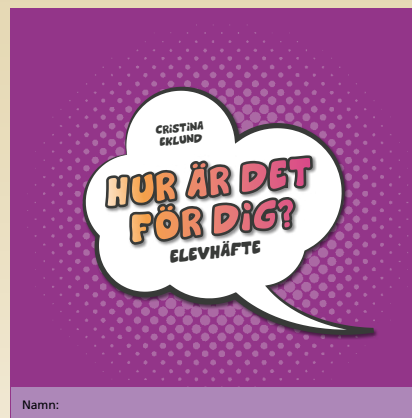 CRISTINA
EKLUND
HUR ÄR DET
FÖR DIG?
ELEVHÄFTE
Namn: